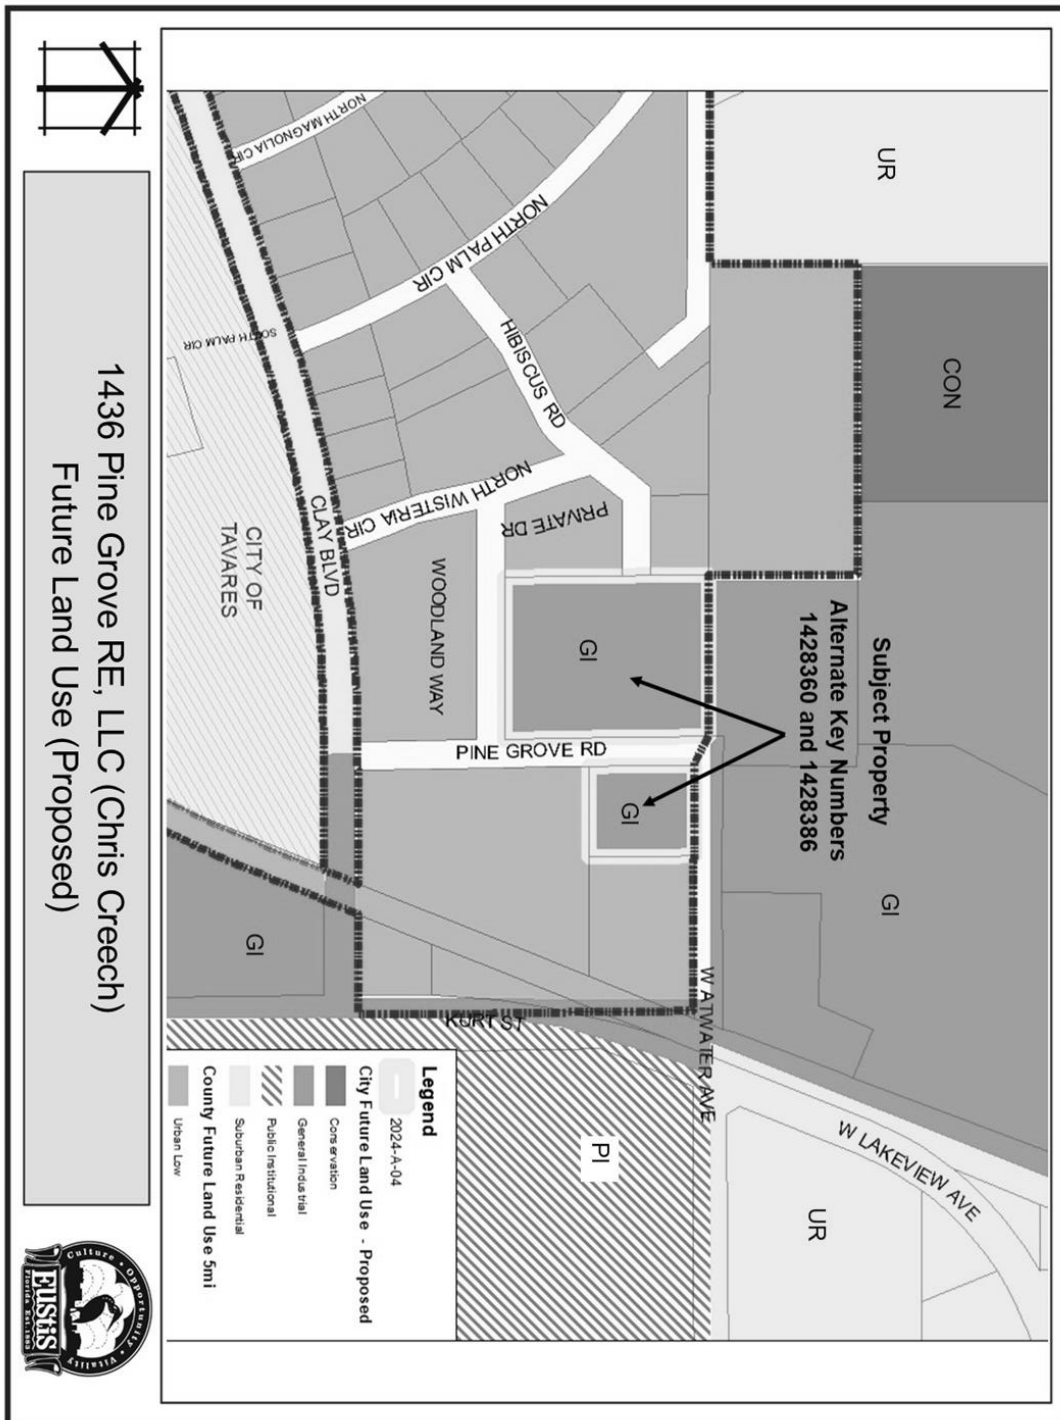 UR
CON
Subject Property
Alternate Key Numbers
1428360 and 1428386
GI
NORTH MAGNOLIA CIR
NORTH PALM CIR
HIBISCUS RD
SOUTH PALM CIR
NORTH WISTERIA CIR
PRIVATE DR
WOODLAND WAY
GI
PINE GROVE RD
GI
CLAY BLVD
CITY OF
TAVARES
GI
KURT ST
W ATWATER AVE
W LAKEVIEW AVE
UR
PI
Legend
2024-A-04
City Future Land Use - Proposed
Conservation
General Industrial
Public Institutional
Suburban Residential
County Future Land Use 5mi
Urban Low
1436 Pine Grove RE, LLC (Chris Creech)
Future Land Use (Proposed)
Culture • Opportunity • Vitality
EUSTIS
Florida Est. 1883